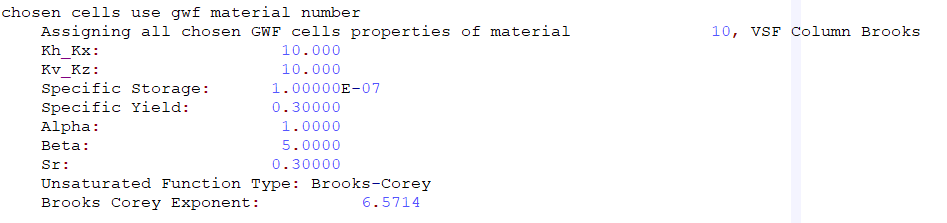 chosen cells use gwf material number
Assigning all chosen GWF cells properties of material 10, VSF Column Brooks
Kh_Kx: 10.000
Kv_Kz: 10.000
Specific Storage: 1.00000E-07
Specific Yield: 0.30000
Alpha: 1.0000
Beta: 5.0000
Sr: 0.30000
Unsaturated Function Type: Brooks-Corey
Brooks Corey Exponent: 6.5714